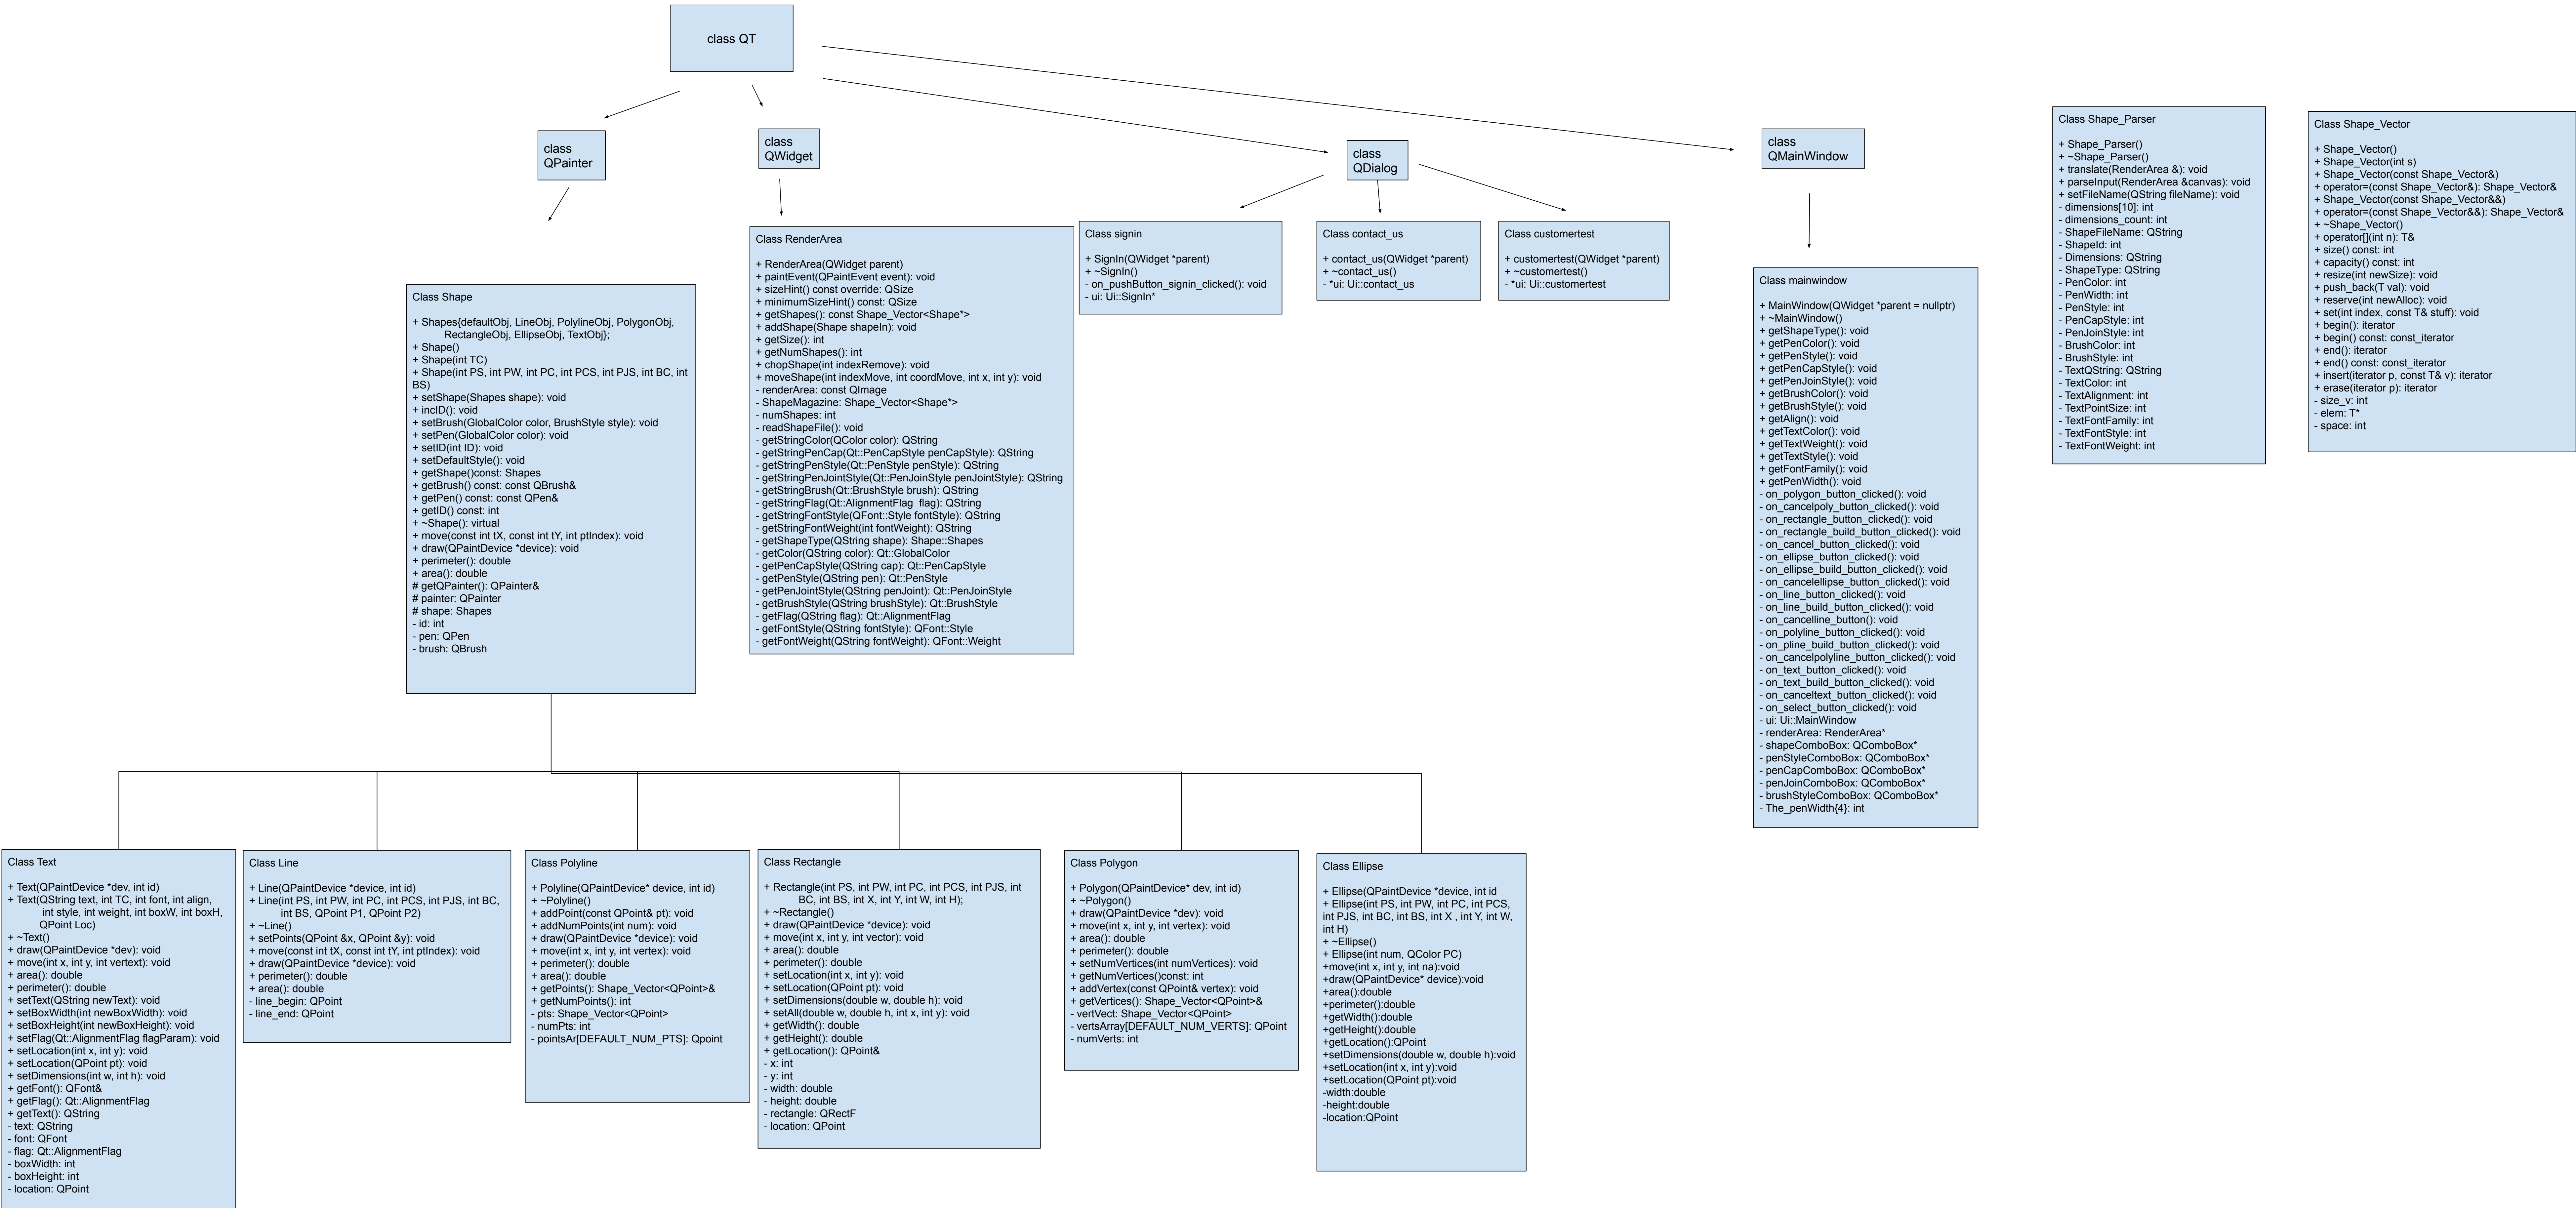 class QT
class
QPainter
class
QWidget
class
QDialog
class
QMainWindow
Class Shape_Parser
+ Shape_Parser()
+ ~Shape_Parser()
+ translate(RenderArea &): void
+ parseInput(RenderArea &canvas): void
+ setFileName(QString fileName): void
- dimensions[10]: int
- dimensions_count: int
- ShapeFileName: QString
- ShapeId: int
- Dimensions: QString
- ShapeType: QString
- PenColor: int
- PenWidth: int
- PenStyle: int
- PenCapStyle: int
- PenJoinStyle: int
- BrushColor: int
- BrushStyle: int
- TextQString: QString
- TextColor: int
- TextAlignment: int
- TextPointSize: int
- TextFontFamily: int
- TextFontStyle: int
- TextFontWeight: int
Class Shape_Vector
+ Shape_Vector()
+ Shape_Vector(int s)
+ Shape_Vector(const Shape_Vector&)
+ operator=(const Shape_Vector&): Shape_Vector&
+ Shape_Vector(const Shape_Vector&&)
+ operator=(const Shape_Vector&&): Shape_Vector&
+ ~Shape_Vector()
+ operator[](int n): T&
+ size() const: int
+ capacity() const: int
+ resize(int newSize): void
+ push_back(T val): void
+ reserve(int newAlloc): void
+ set(int index, const T& stuff): void
+ begin(): iterator
+ begin() const: const_iterator
+ end(): iterator
+ end() const: const_iterator
+ insert(iterator p, const T& v): iterator
+ erase(iterator p): iterator
- size_v: int
- elem: T*
- space: int
Class Shape
+ Shapes{defaultObj, LineObj, PolylineObj, PolygonObj,
RectangleObj, EllipseObj, TextObj};
+ Shape()
+ Shape(int TC)
+ Shape(int PS, int PW, int PC, int PCS, int PJS, int BC, int
BS)
+ setShape(Shapes shape): void
+ incID(): void
+ setBrush(GlobalColor color, BrushStyle style): void
+ setPen(GlobalColor color): void
+ setID(int ID): void
+ setDefaultStyle(): void
+ getShape()const: Shapes
+ getBrush() const: const QBrush&
+ getPen() const: const QPen&
+ getID() const: int
+ ~Shape(): virtual
+ move(const int tX, const int tY, int ptIndex): void
+ draw(QPaintDevice *device): void
+ perimeter(): double
+ area(): double
# getQPainter(): QPainter&
# painter: QPainter
# shape: Shapes
- id: int
- pen: QPen
- brush: QBrush
Class RenderArea
+ RenderArea(QWidget parent)
+ paintEvent(QPaintEvent event): void
+ sizeHint() const override: QSize
+ minimumSizeHint() const: QSize
+ getShapes(): const Shape_Vector<Shape*>
+ addShape(Shape shapeIn): void
+ getSize(): int
+ getNumShapes(): int
+ chopShape(int indexRemove): void
+ moveShape(int indexMove, int coordMove, int x, int y): void
- renderArea: const QImage
- ShapeMagazine: Shape_Vector<Shape*>
- numShapes: int
- readShapeFile(): void
- getStringColor(QColor color): QString
- getStringPenCap(Qt::PenCapStyle penCapStyle): QString
- getStringPenStyle(Qt::PenStyle penStyle): QString
- getStringPenJointStyle(Qt::PenJoinStyle penJointStyle): QString
- getStringBrush(Qt::BrushStyle brush): QString
- getStringFlag(Qt::AlignmentFlag  flag): QString
- getStringFontStyle(QFont::Style fontStyle): QString
- getStringFontWeight(int fontWeight): QString
- getShapeType(QString shape): Shape::Shapes
- getColor(QString color): Qt::GlobalColor
- getPenCapStyle(QString cap): Qt::PenCapStyle
- getPenStyle(QString pen): Qt::PenStyle
- getPenJointStyle(QString penJoint): Qt::PenJoinStyle
- getBrushStyle(QString brushStyle): Qt::BrushStyle
- getFlag(QString flag): Qt::AlignmentFlag
- getFontStyle(QString fontStyle): QFont::Style
- getFontWeight(QString fontWeight): QFont::Weight
Class signin
+ SignIn(QWidget *parent)
+ ~SignIn()
- on_pushButton_signin_clicked(): void
- ui: Ui::SignIn*
Class contact_us
+ contact_us(QWidget *parent)
+ ~contact_us()
- *ui: Ui::contact_us
Class customertest
+ customertest(QWidget *parent)
+ ~customertest()
- *ui: Ui::customertest
Class mainwindow
+ MainWindow(QWidget *parent = nullptr)
+ ~MainWindow()
+ getShapeType(): void
+ getPenColor(): void
+ getPenStyle(): void
+ getPenCapStyle(): void
+ getPenJoinStyle(): void
+ getBrushColor(): void
+ getBrushStyle(): void
+ getAlign(): void
+ getTextColor(): void
+ getTextWeight(): void
+ getTextStyle(): void
+ getFontFamily(): void
+ getPenWidth(): void
- on_polygon_button_clicked(): void
- on_cancelpoly_button_clicked(): void
- on_rectangle_button_clicked(): void
- on_rectangle_build_button_clicked(): void
- on_cancel_button_clicked(): void
- on_ellipse_button_clicked(): void
- on_ellipse_build_button_clicked(): void
- on_cancelellipse_button_clicked(): void
- on_line_button_clicked(): void
- on_line_build_button_clicked(): void
- on_cancelline_button(): void
- on_polyline_button_clicked(): void
- on_pline_build_button_clicked(): void
- on_cancelpolyline_button_clicked(): void
- on_text_button_clicked(): void
- on_text_build_button_clicked(): void
- on_canceltext_button_clicked(): void
- on_select_button_clicked(): void
- ui: Ui::MainWindow
- renderArea: RenderArea*
- shapeComboBox: QComboBox*
- penStyleComboBox: QComboBox*
- penCapComboBox: QComboBox*
- penJoinComboBox: QComboBox*
- brushStyleComboBox: QComboBox*
- The_penWidth{4}: int
Class Text
+ Text(QPaintDevice *dev, int id)
+ Text(QString text, int TC, int font, int align,
int style, int weight, int boxW, int boxH,
QPoint Loc)
+ ~Text()
+ draw(QPaintDevice *dev): void
+ move(int x, int y, int vertext): void
+ area(): double
+ perimeter(): double
+ setText(QString newText): void
+ setBoxWidth(int newBoxWidth): void
+ setBoxHeight(int newBoxHeight): void
+ setFlag(Qt::AlignmentFlag flagParam): void
+ setLocation(int x, int y): void
+ setLocation(QPoint pt): void
+ setDimensions(int w, int h): void
+ getFont(): QFont&
+ getFlag(): Qt::AlignmentFlag
+ getText(): QString
- text: QString
- font: QFont
- flag: Qt::AlignmentFlag
- boxWidth: int
- boxHeight: int
- location: QPoint
Class Line
+ Line(QPaintDevice *device, int id)
+ Line(int PS, int PW, int PC, int PCS, int PJS, int BC,
int BS, QPoint P1, QPoint P2)
+ ~Line()
+ setPoints(QPoint &x, QPoint &y): void
+ move(const int tX, const int tY, int ptIndex): void
+ draw(QPaintDevice *device): void
+ perimeter(): double
+ area(): double
- line_begin: QPoint
- line_end: QPoint
Class Polyline
+ Polyline(QPaintDevice* device, int id)
+ ~Polyline()
+ addPoint(const QPoint& pt): void
+ addNumPoints(int num): void
+ draw(QPaintDevice *device): void
+ move(int x, int y, int vertex): void
+ perimeter(): double
+ area(): double
+ getPoints(): Shape_Vector<QPoint>&
+ getNumPoints(): int
- pts: Shape_Vector<QPoint>
- numPts: int
- pointsAr[DEFAULT_NUM_PTS]: Qpoint
Class Rectangle
+ Rectangle(int PS, int PW, int PC, int PCS, int PJS, int
BC, int BS, int X, int Y, int W, int H);
+ ~Rectangle()
+ draw(QPaintDevice *device): void
+ move(int x, int y, int vector): void
+ area(): double
+ perimeter(): double
+ setLocation(int x, int y): void
+ setLocation(QPoint pt): void
+ setDimensions(double w, double h): void
+ setAll(double w, double h, int x, int y): void
+ getWidth(): double
+ getHeight(): double
+ getLocation(): QPoint&
- x: int
- y: int
- width: double
- height: double
- rectangle: QRectF
- location: QPoint
Class Polygon
+ Polygon(QPaintDevice* dev, int id)
+ ~Polygon()
+ draw(QPaintDevice *dev): void
+ move(int x, int y, int vertex): void
+ area(): double
+ perimeter(): double
+ setNumVertices(int numVertices): void
+ getNumVertices()const: int
+ addVertex(const QPoint& vertex): void
+ getVertices(): Shape_Vector<QPoint>&
- vertVect: Shape_Vector<QPoint>
- vertsArray[DEFAULT_NUM_VERTS]: QPoint
- numVerts: int
Class Ellipse
+ Ellipse(QPaintDevice *device, int id
+ Ellipse(int PS, int PW, int PC, int PCS,
int PJS, int BC, int BS, int X , int Y, int W,
int H)
+ ~Ellipse()
+ Ellipse(int num, QColor PC)
+move(int x, int y, int na):void
+draw(QPaintDevice* device):void
+area():double
+perimeter():double
+getWidth():double
+getHeight():double
+getLocation():QPoint
+setDimensions(double w, double h):void
+setLocation(int x, int y):void
+setLocation(QPoint pt):void
-width:double
-height:double
-location:QPoint